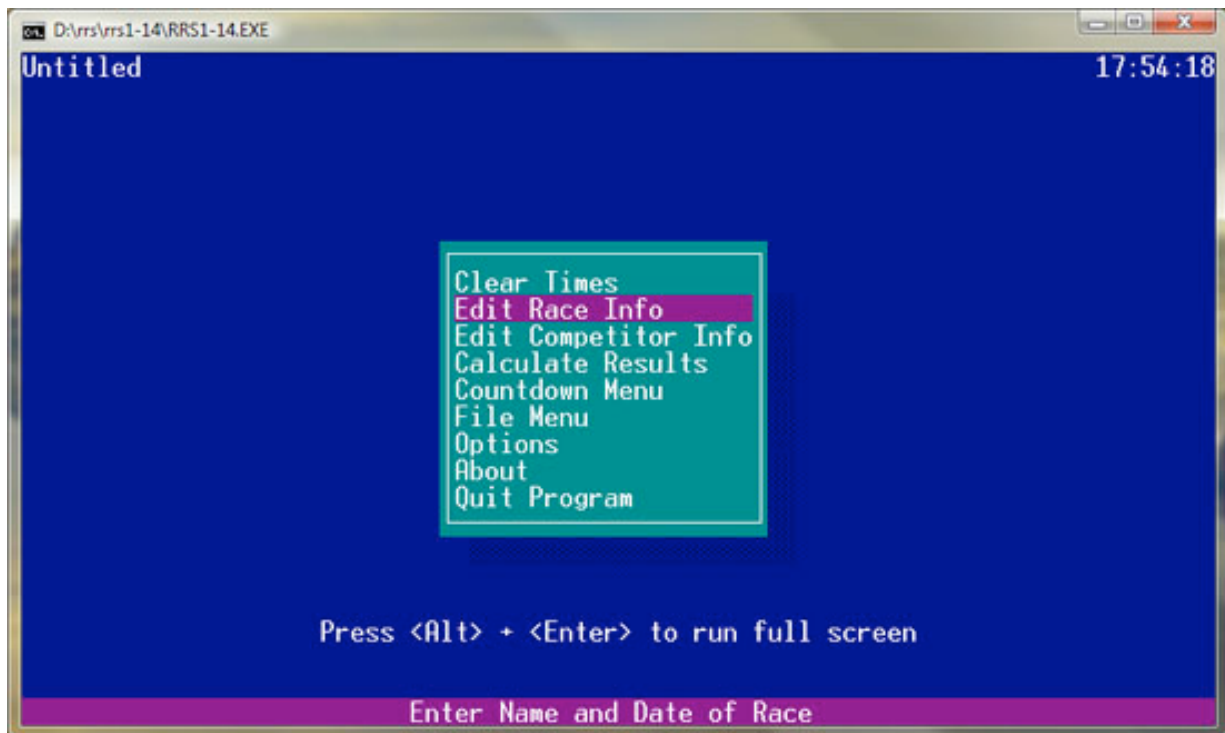 D:\rrs\rrs1-14\RRS1-14.EXE
Untitled 17:54:18
Clear Times
Edit Race Info
Edit Competitor Info
Calculate Results
Countdown Menu
File Menu
Options
About
Quit Program
Press <Alt> + <Enter> to run full screen
Enter Name and Date of Race